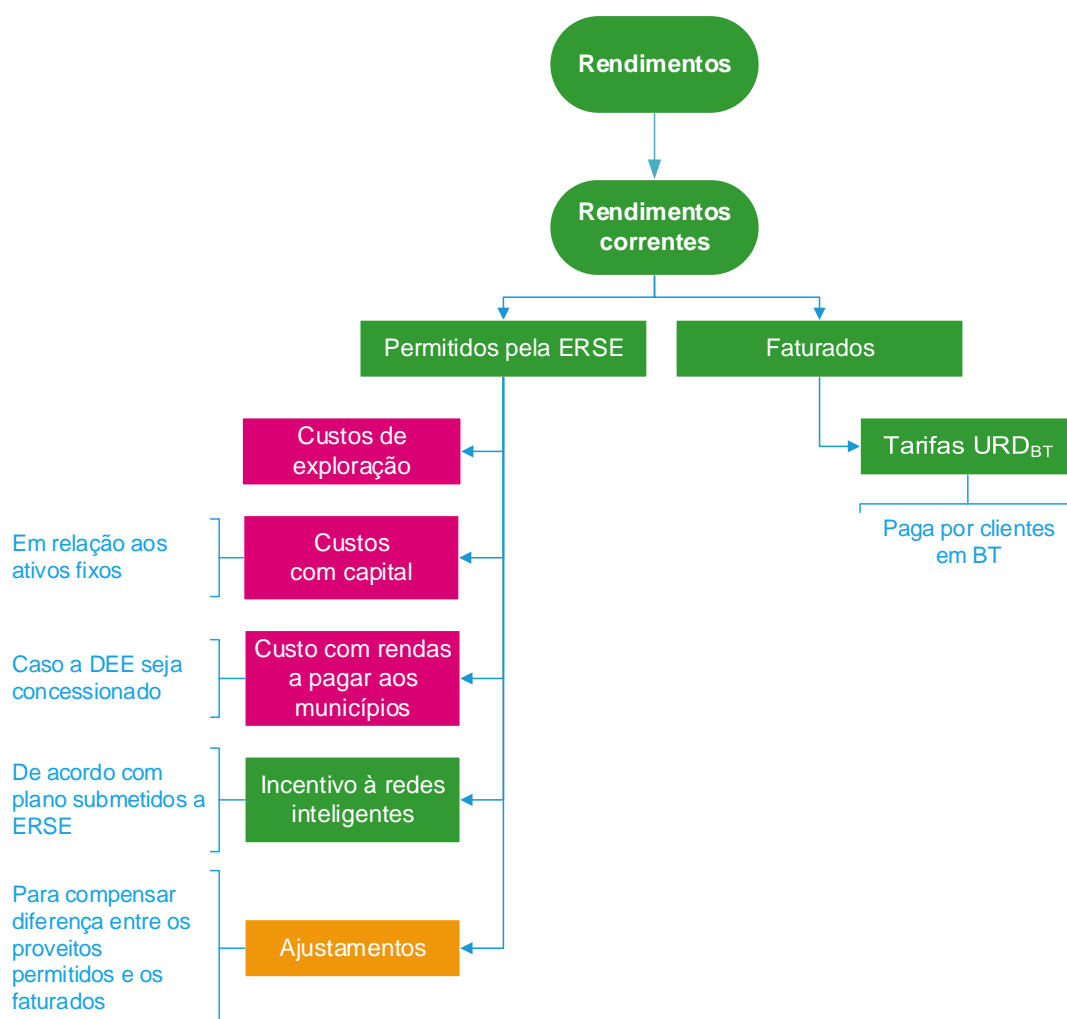 Rendimentos
Rendimentos
correntes
Permitidos pela ERSE
Faturados
Custos de
exploração
Tarifas URD_BT
Paga por clientes
em BT
Em relação aos
ativos fixos
Custos
com capital
Caso a DEE seja
concessionado
Custo com rendas
a pagar aos
municípios
De acordo com
plano submetidos a
ERSE
Incentivo à redes
inteligentes
Para compensar
diferença entre os
proveitos
permitidos e os
faturados
Ajustamentos